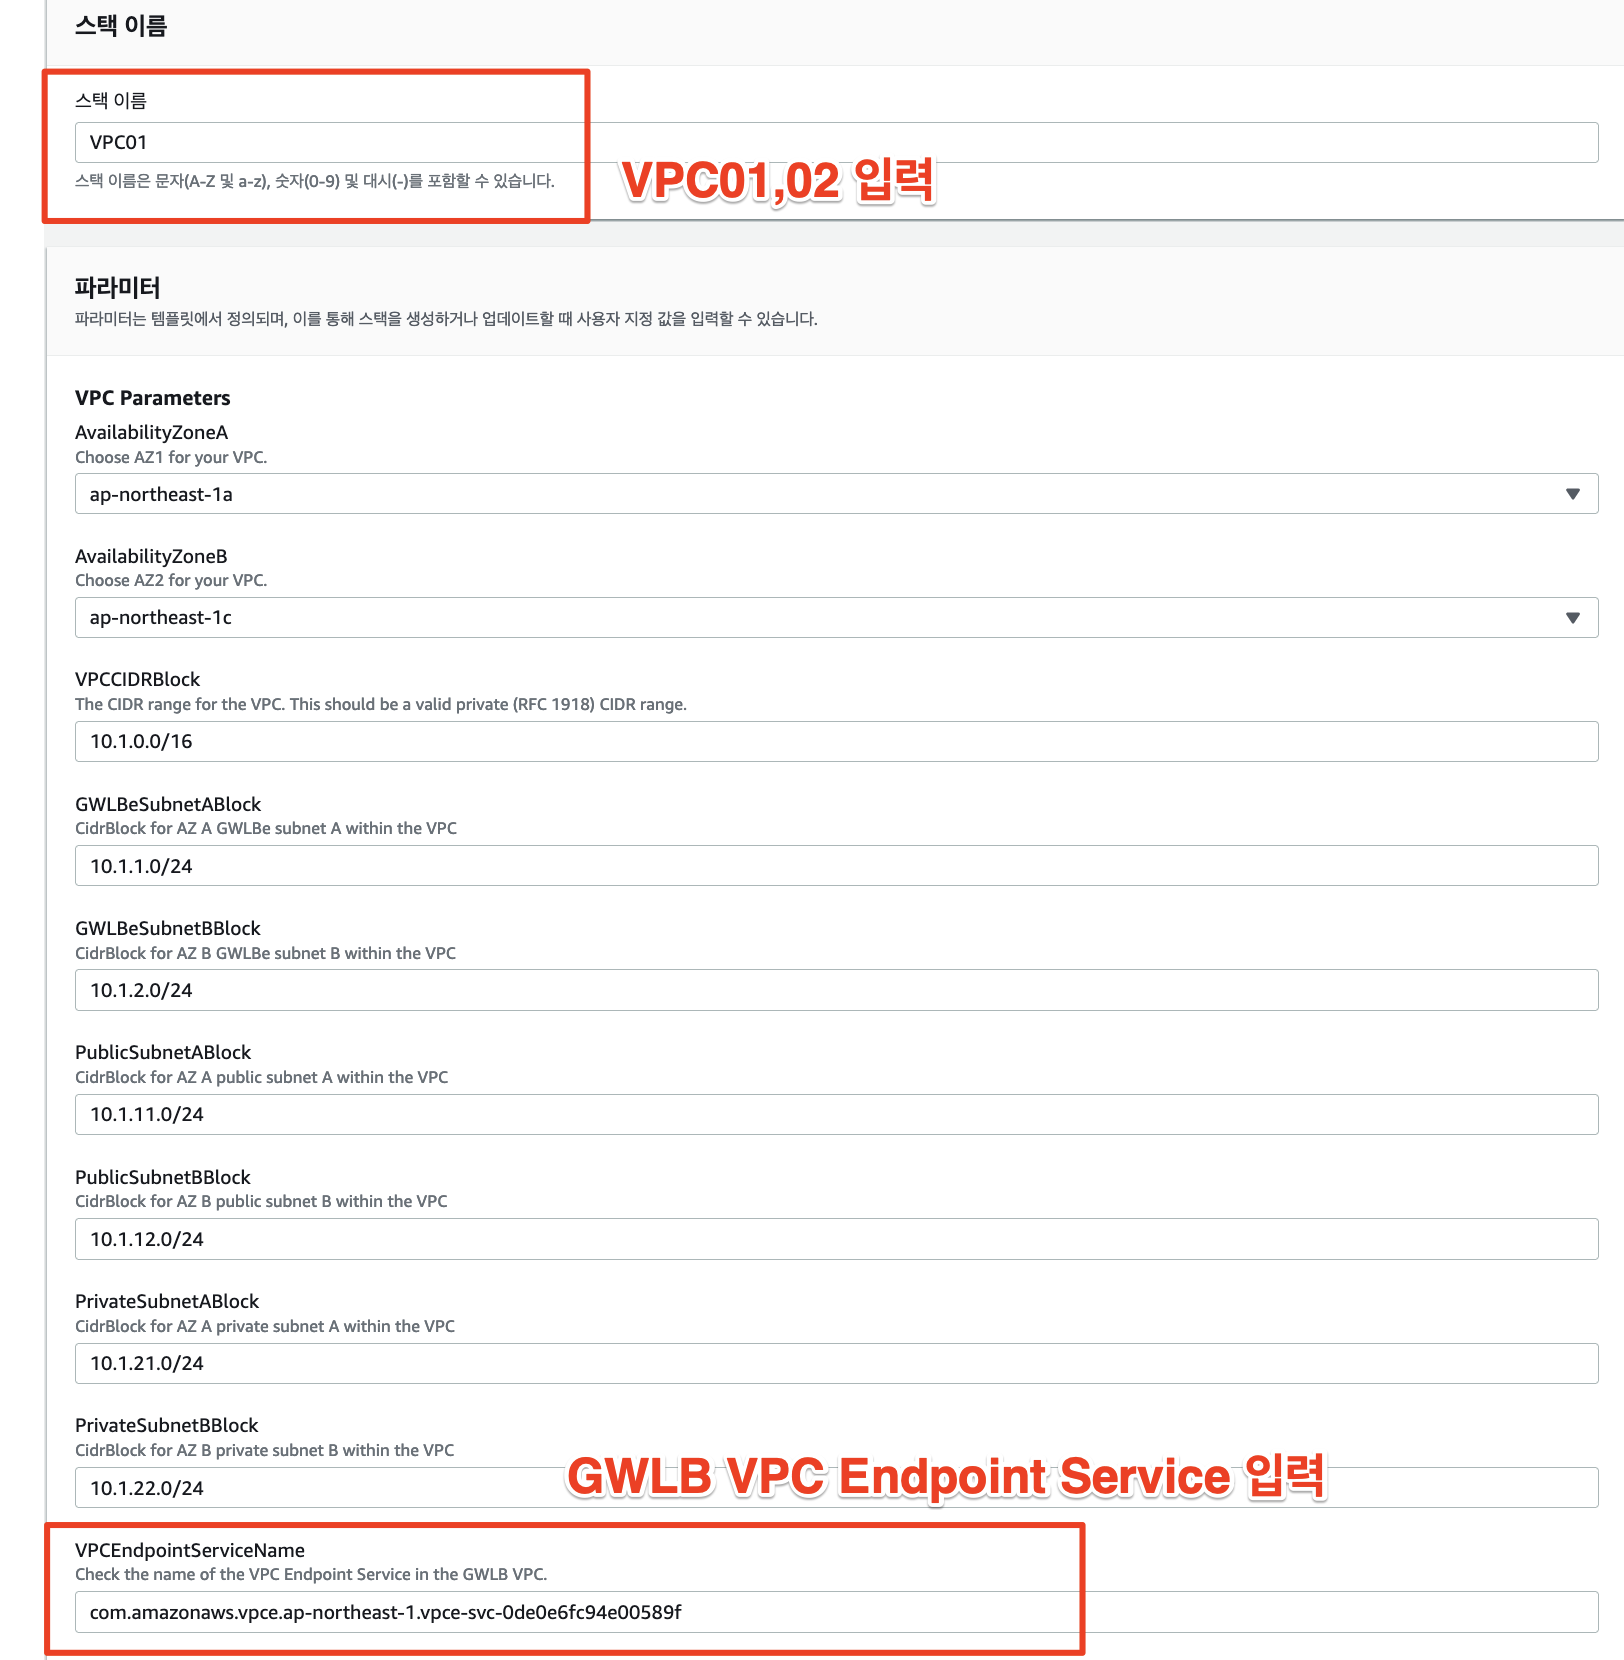 스택 이름
스택 이름
VPC01
스택 이름은 문자(A-Z 및 a-z), 숫자(0-9) 및 대시(-)를 포함할 수 있습니다.
VPC01,02 입력
파라미터
파라미터는 템플릿에서 정의되며, 이를 통해 스택을 생성하거나 업데이트할 때 사용자 지정 값을 입력할 수 있습니다.
VPC Parameters
AvailabilityZoneA
Choose AZ1 for your VPC.
ap-northeast-1a
AvailabilityZoneB
Choose AZ2 for your VPC.
ap-northeast-1c
VPCCIDRBlock
The CIDR range for the VPC. This should be a valid private (RFC 1918) CIDR range.
10.1.0.0/16
GWLBeSubnetABlock
CidrBlock for AZ A GWLBe subnet A within the VPC
10.1.1.0/24
GWLBeSubnetBBlock
CidrBlock for AZ B GWLBe subnet B within the VPC
10.1.2.0/24
PublicSubnetABlock
CidrBlock for AZ A public subnet A within the VPC
10.1.11.0/24
PublicSubnetBBlock
CidrBlock for AZ B public subnet B within the VPC
10.1.12.0/24
PrivateSubnetABlock
CidrBlock for AZ A private subnet A within the VPC
10.1.21.0/24
PrivateSubnetBBlock
CidrBlock for AZ B private subnet B within the VPC
10.1.22.0/24
GWLB VPC Endpoint Service 입력
VPCEndpointServiceName
Check the name of the VPC Endpoint Service in the GWLB VPC.
com.amazonaws.vpce.ap-northeast-1.vpce-svc-0de0e6fc94e00589f